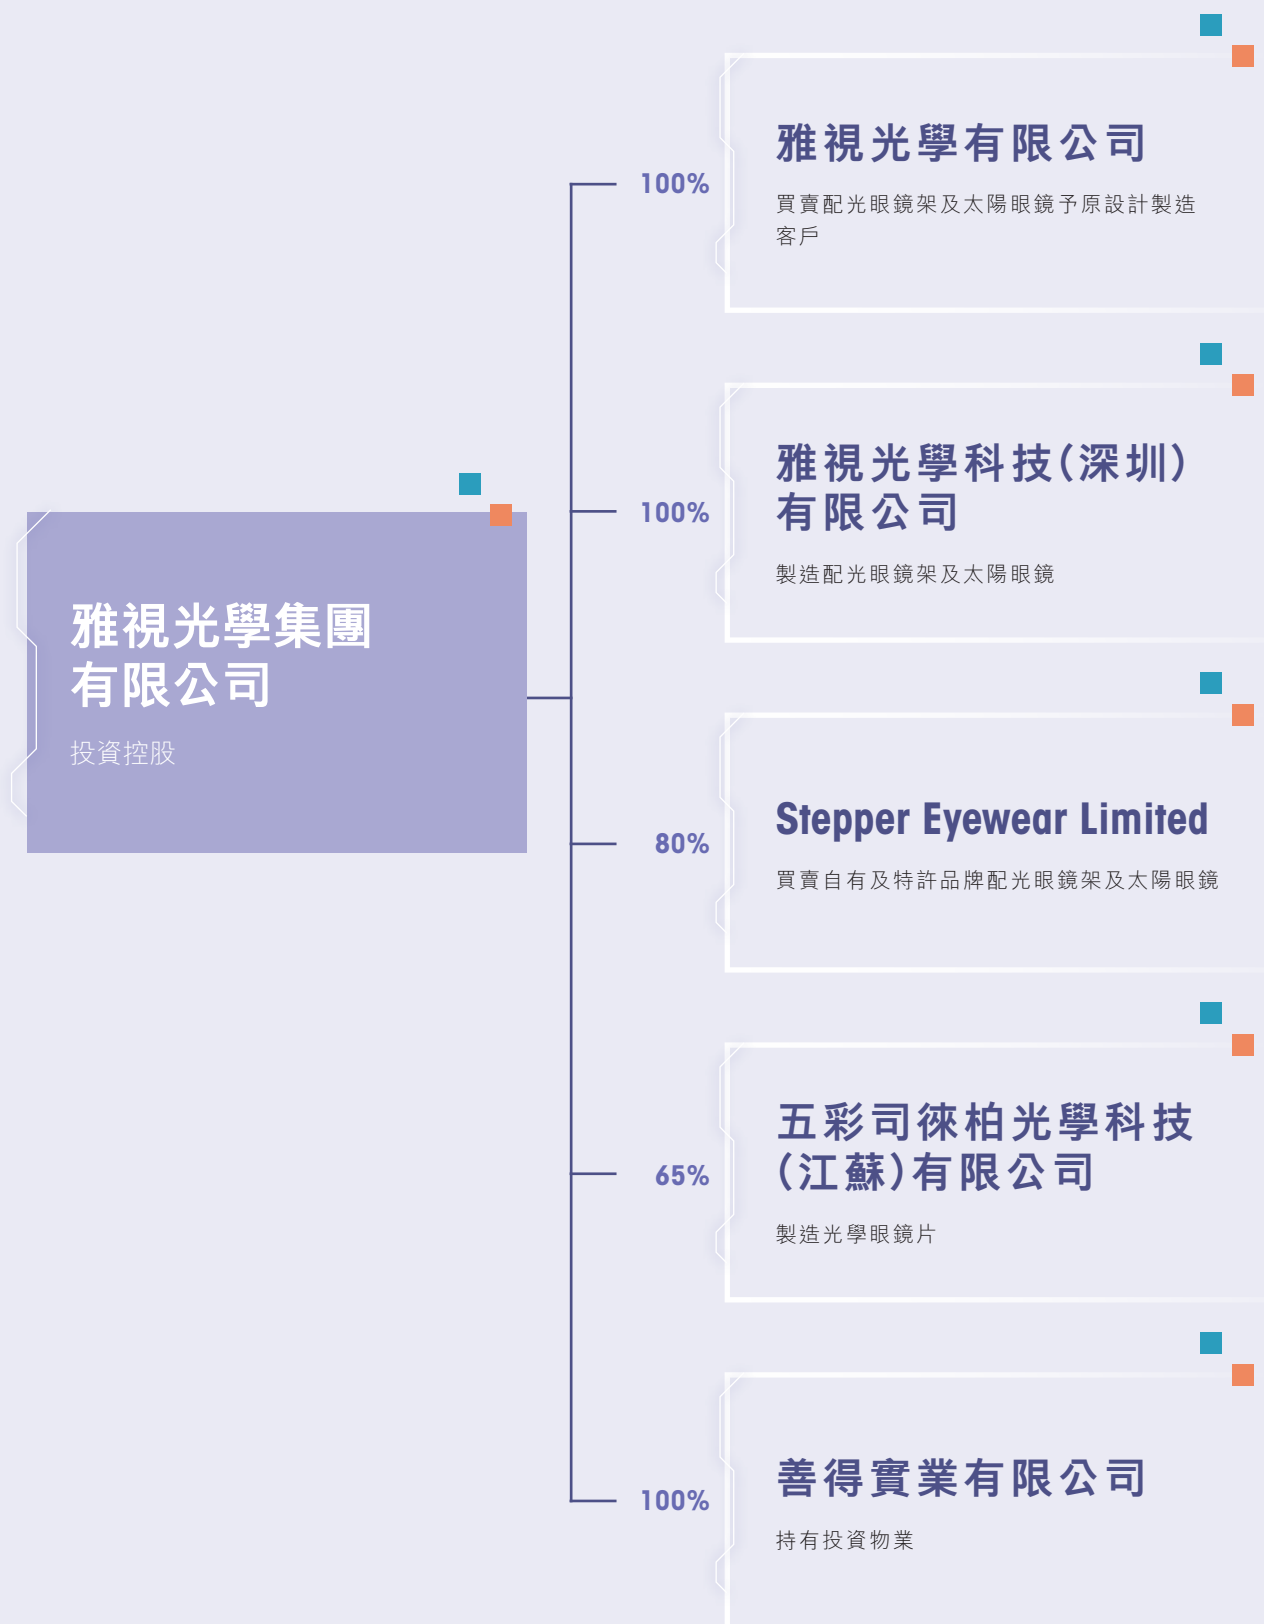 雅視光學集團
有限公司
投資控股
100%
雅視光學有限公司
買賣配光眼鏡架及太陽眼鏡予原設計製造
客戶
100%
雅視光學科技(深圳)
有限公司
製造配光眼鏡架及太陽眼鏡
80%
Stepper Eyewear Limited
買賣自有及特許品牌配光眼鏡架及太陽眼鏡
65%
五彩司徠柏光學科技
(江蘇)有限公司
製造光學眼鏡片
100%
善得實業有限公司
持有投資物業